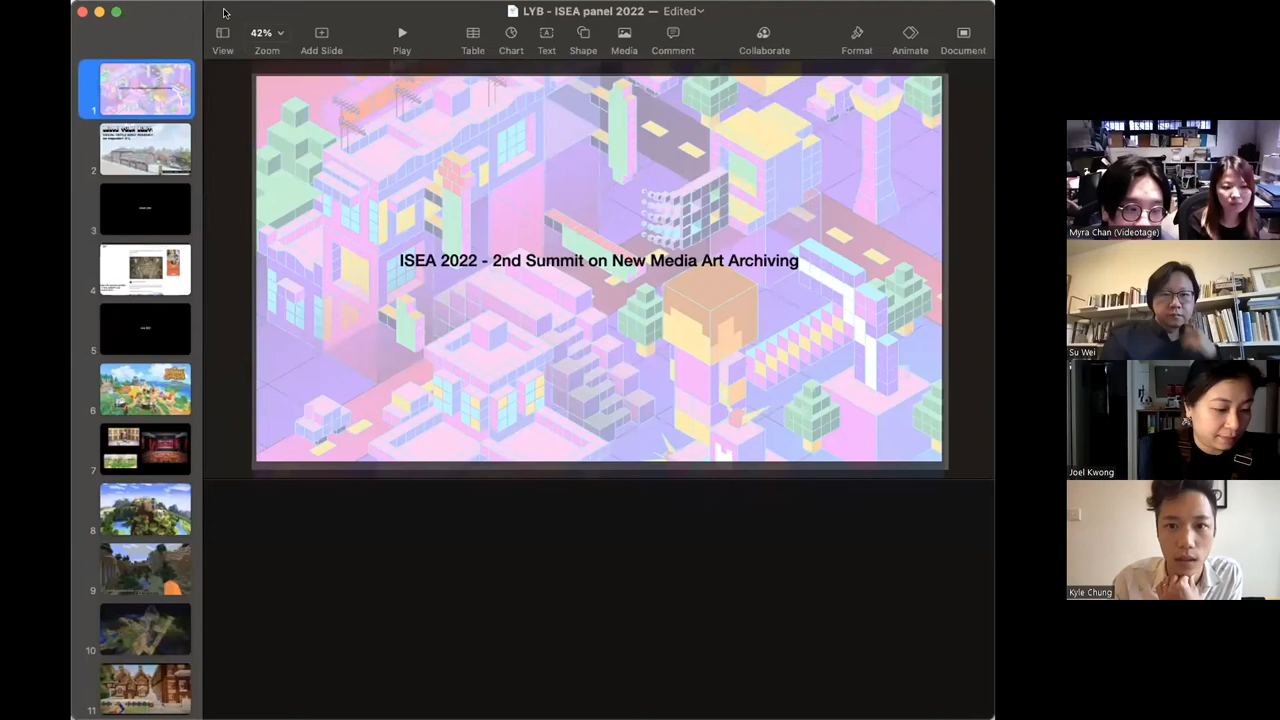 LYB - ISEA panel 2022 — Edited
42%
View
Zoom
Add Slide
Play
Table
Chart
Text
Shape
Media
Comment
Collaborate
Format
Animate
Document
1
2
3
4
5
6
7
8
9
10
11
ISEA 2022 - 2nd Summit on New Media Art Archiving
Myra Chan (Videotage)
Su Wei
Joel Kwong
Kyle Chung